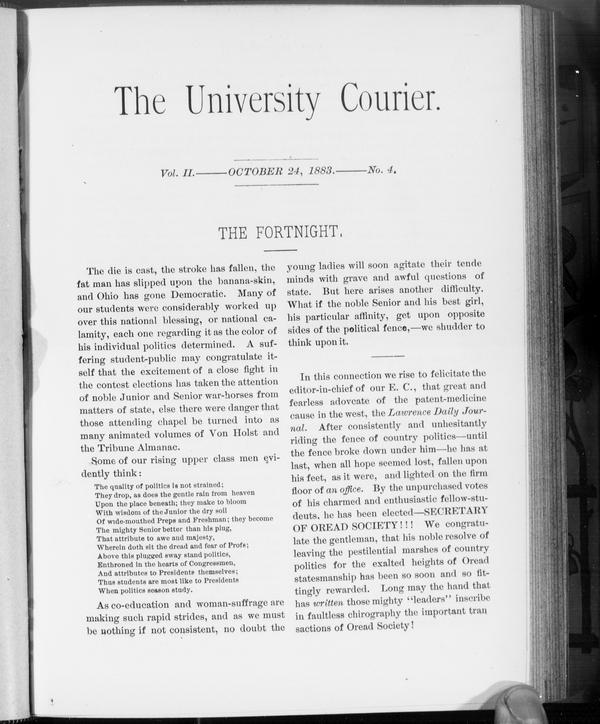 The University Courier.
Vol. II.——OCTOBER 24, 1883.——No. 4.
THE FORTNIGHT.
The die is cast, the stroke has fallen, the
fat man has slipped upon the banana-skin,
and Ohio has gone Democratic. Many of
our students were considerably worked up
over this national blessing, or national ca-
lamity, each one regarding it as the color of
his individual politics determined. A suf-
fering student-public may congratulate it-
self that the excitement of a close fight in
the contest elections has taken the attention
of noble Junior and Senior war-horses from
matters of state, else there were danger that
those attending chapel be turned into as
many animated volumes of Von Holst and
the Tribune Almanac.
Some of our rising upper class men evi-
dently think:
The quality of politics is not strained;
They drop, as does the gentle rain from heaven
Upon the place beneath; they make to bloom
With wisdom of the Junior the dry soil
Of wide-mouthed Preps and Freshman; they become
The mighty Senior better than his plug,
That attribute to awe and majesty,
Wherein doth sit the dread and fear of Profs;
Above this plugged sway stand politics,
Enthroned in the hearts of Congressmen,
And attributes to Presidents themselves;
Thus students are most like to Presidents
When politics season study.
As co-education and woman-suffrage are
making such rapid strides, and as we must
be nothing if not consistent, no doubt the
young ladies will soon agitate their tende
minds with grave and awful questions of
state. But here arises another difficulty.
What if the noble Senior and his best girl,
his particular affinity, get upon opposite
sides of the political fence,—we shudder to
think upon it.
In this connection we rise to felicitate the
editor-in-chief of our E. C., that great and
fearless advocate of the patent-medicine
cause in the west, the Lawrence Daily Jour-
nal. After consistently and unhesitantly
riding the fence of country politics—until
the fence broke down under him—he has at
last, when all hope seemed lost, fallen upon
his feet, as it were, and lighted on the firm
floor of an office. By the unpurchased votes
of his charmed and enthusiastic fellow-stu-
deuts, he has been elected—SECRETARY
OF OREAD SOCIETY!!! We congratu-
late the gentleman, that his noble resolve of
leaving the pestilential marshes of country
politics for the exalted heights of Oread
statesmanship has been so soon and so fit-
tingly rewarded. Long may the hand that
has written those mighty "leaders" inscribe
in faultless chirography the important tran
sactions of Oread Society!